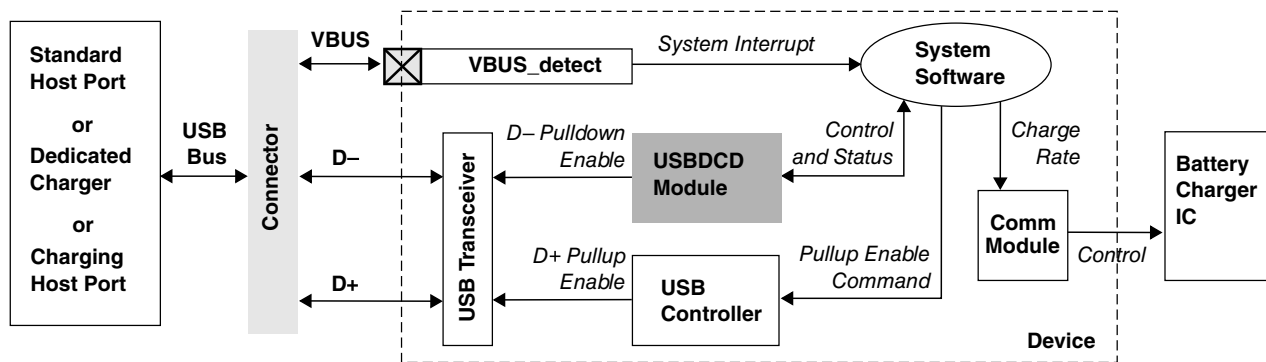 Standard
Host Port
or
Dedicated
Charger
or
Charging
Host Port
USB
Bus
Connector
VBUS
D–
D+
VBUS_detect
System Interrupt
System
Software
USB Transceiver
D– Pulldown
Enable
USBDCD
Module
Control
and Status
Charge
Rate
D+ Pullup
Enable
USB
Controller
Pullup Enable
Command
Comm
Module
Control
Battery
Charger
IC
Device